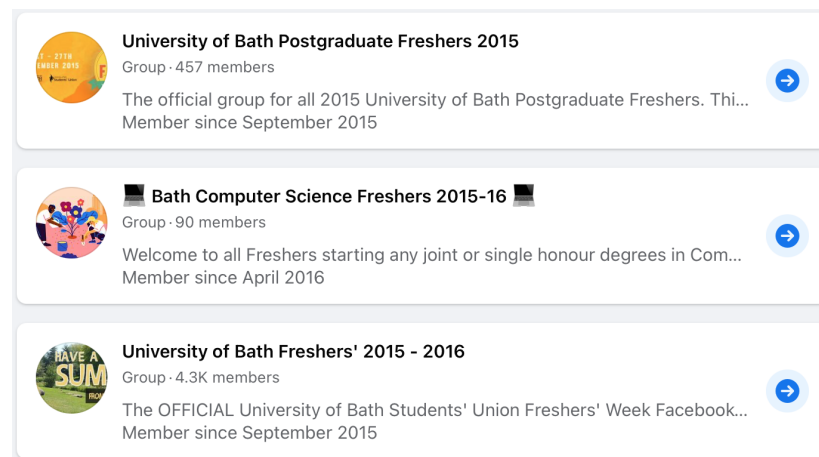 University of Bath Postgraduate Freshers 2015
Group · 457 members
The official group for all 2015 University of Bath Postgraduate Freshers. Thi...
Member since September 2015
💻 Bath Computer Science Freshers 2015-16 💻
Group · 90 members
Welcome to all Freshers starting any joint or single honour degrees in Com...
Member since April 2016
HAVE A
SUM
FRO
University of Bath Freshers' 2015 - 2016
Group · 4.3K members
The OFFICIAL University of Bath Students' Union Freshers' Week Facebook...
Member since September 2015